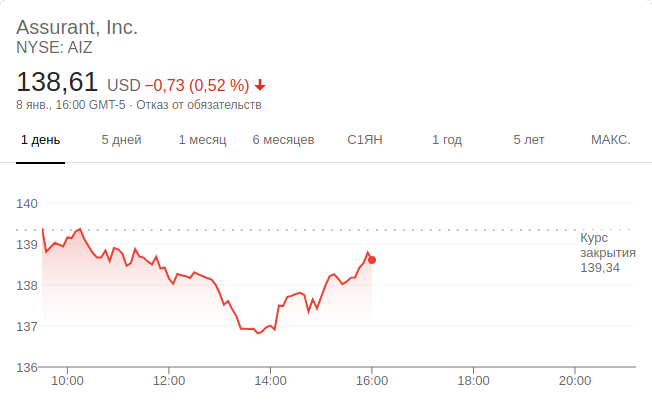 Assurant, Inc.
NYSE: AIZ
138,61 USD −0,73 (0,52 %)
8 янв., 16:00 GMT-5 · Отказ от обязательств
1 день 5 дней 1 месяц 6 месяцев С1ЯН 1 год 5 лет МАКС.
140
139
138
137
136
Курс
закрытия
139,34
10:00 12:00 14:00 16:00 18:00 20:00